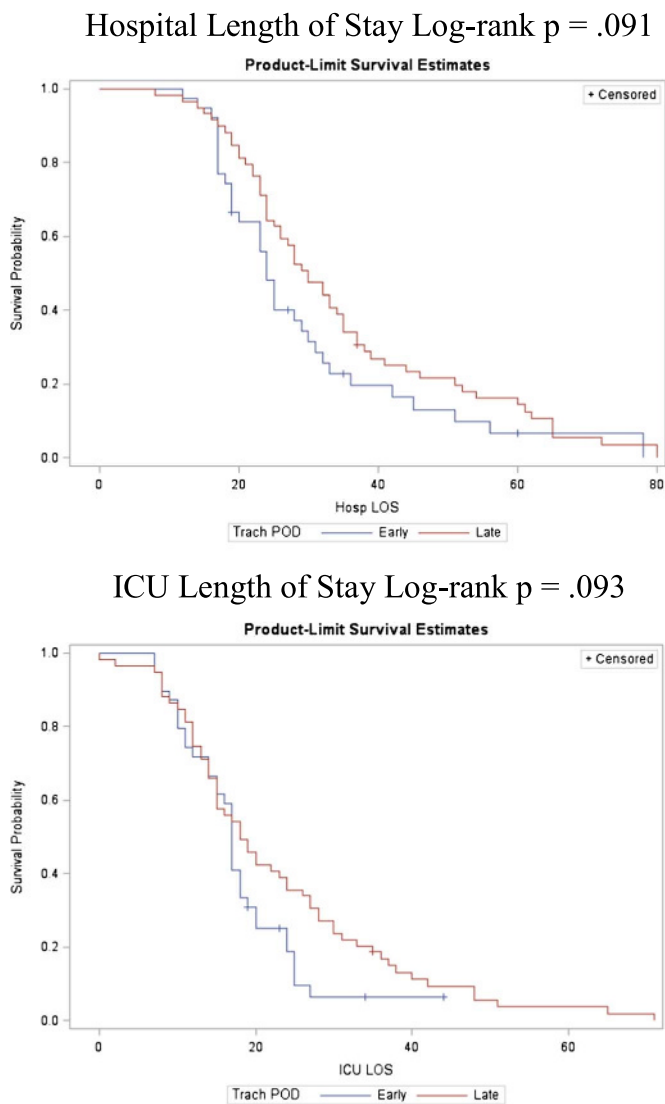 Hospital Length of Stay Log-rank p = .091
Product-Limit Survival Estimates
+ Censored
1.0
0.8
0.6
0.4
0.2
0.0
Survival Probability
0 20 40 60 80
Hosp LOS
Trach POD Early Late
ICU Length of Stay Log-rank p = .093
Product-Limit Survival Estimates
+ Censored
1.0
0.8
0.6
0.4
0.2
0.0
Survival Probability
0 20 40 60
ICU LOS
Trach POD Early Late